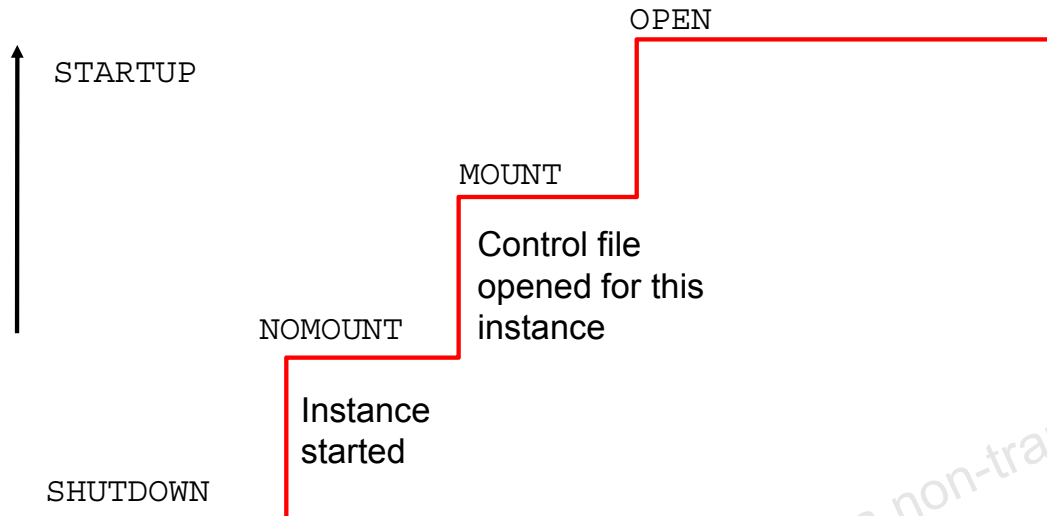 OPEN
STARTUP
MOUNT
Control file
opened for this
instance
NOMOUNT
Instance
started
SHUTDOWN